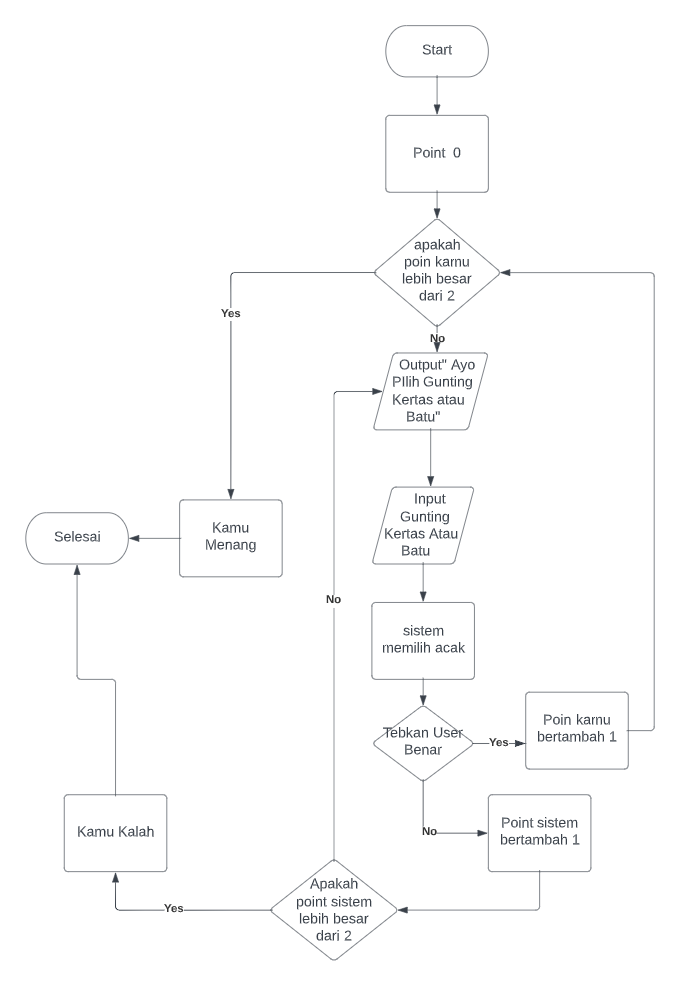 Start
Point  0
apakah
poin kamu
lebih besar
dari 2
Yes
No
Output" Ayo
PIlih Gunting
Kertas atau
Batu"
Input
Gunting
Kertas Atau
Batu
Kamu
Menang
Selesai
No
sistem
memilih acak
Tebkan User
Benar
Yes
Poin kamu
bertambah 1
No
Point sistem
bertambah 1
Kamu Kalah
Apakah
point sistem
lebih besar
dari 2
Yes